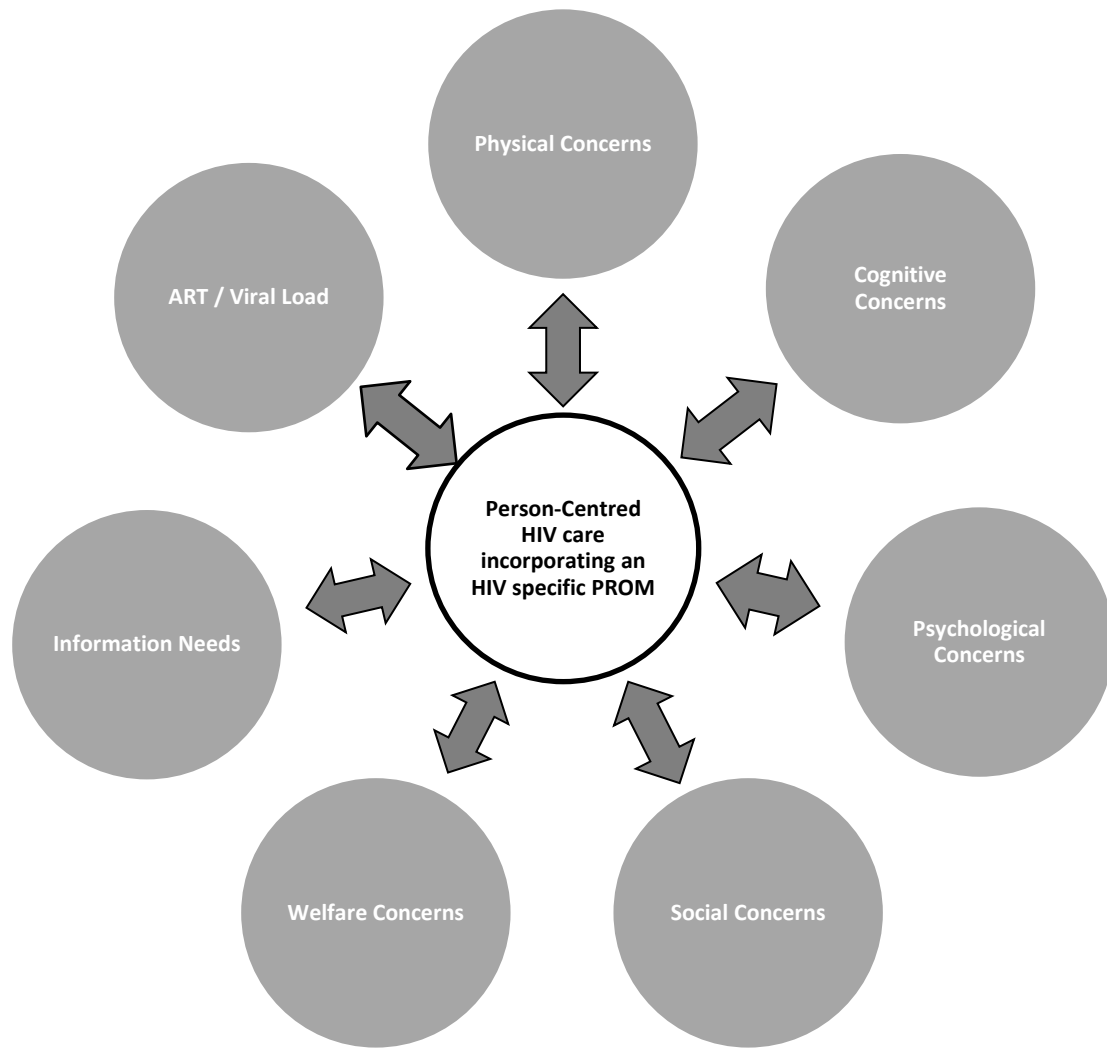 Physical Concerns
Cognitive
Concerns
ART / Viral Load
Person-Centred
HIV care
incorporating an
HIV specific PROM
Information Needs
Psychological
Concerns
Welfare Concerns
Social Concerns